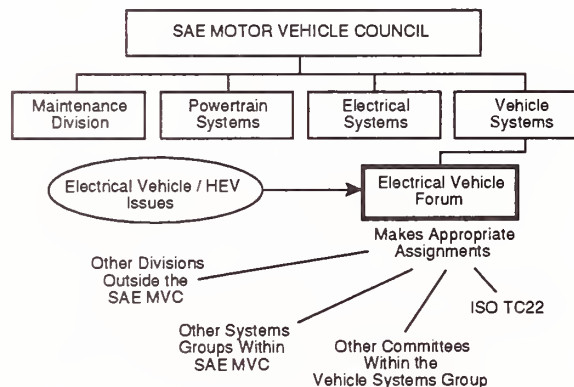 SAE MOTOR VEHICLE COUNCIL
Maintenance
Division
Powertrain
Systems
Electrical
Systems
Vehicle
Systems
Electrical Vehicle / HEV
Issues
Electrical Vehicle
Forum
Makes Appropriate
Assignments
Other Divisions
Outside the
SAE MVC
Other Systems
Groups Within
SAE MVC
Other Committees
Within the
Vehicle Systems Group
ISO TC22